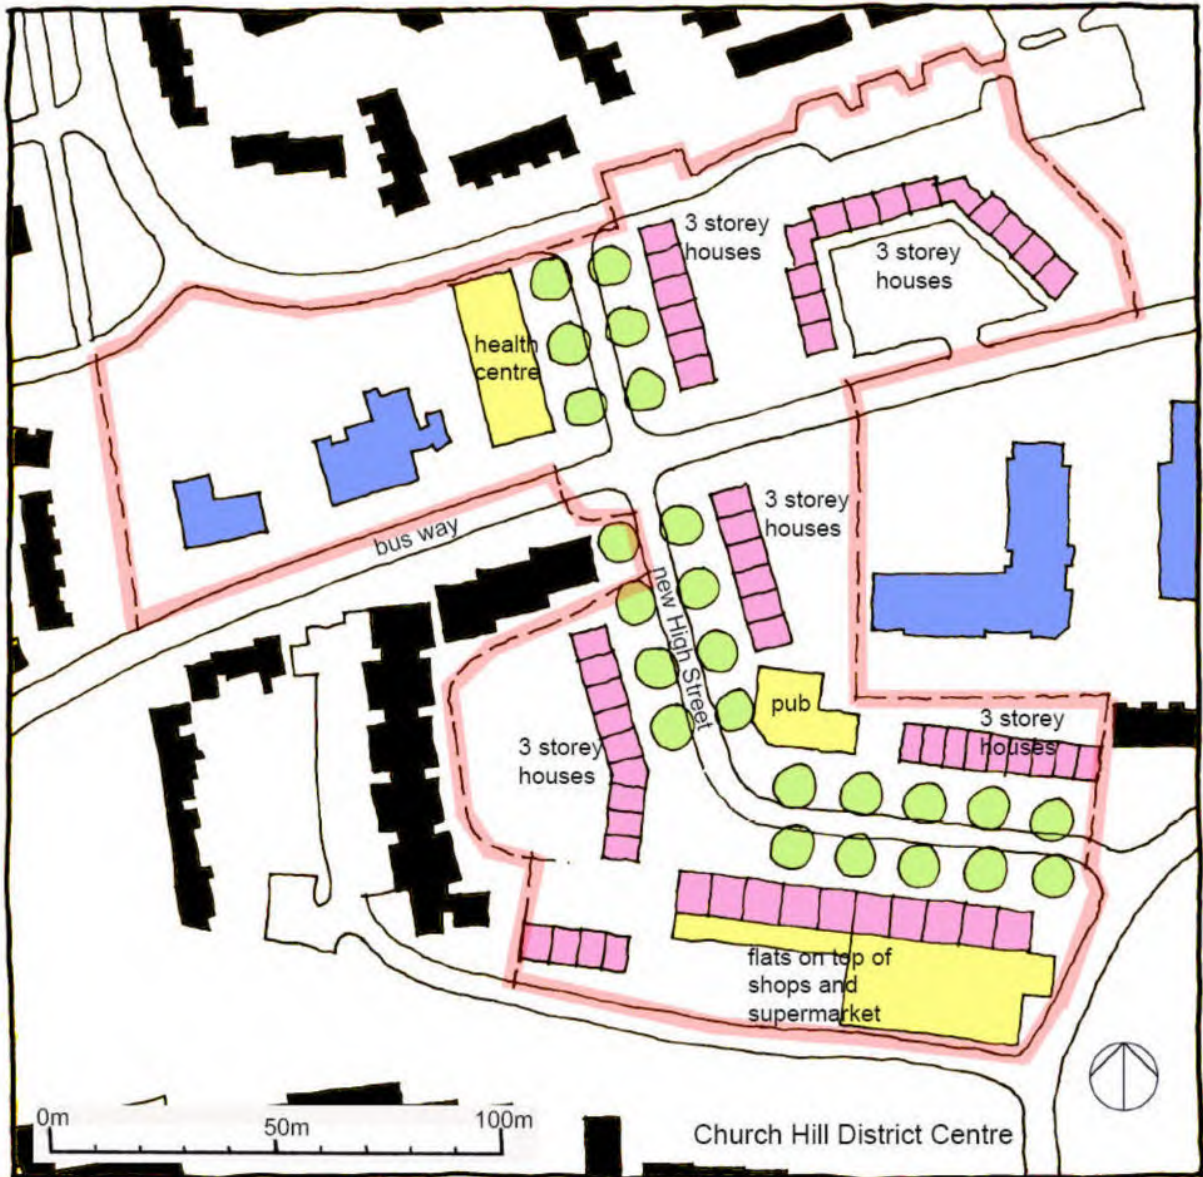 3 storey
houses
3 storey
houses
health
centre
3 storey
houses
bus way
new High Street
pub
3 storey
houses
3 storey
houses
flats on top of
shops and
supermarket
0m
50m
100m
Church Hill District Centre